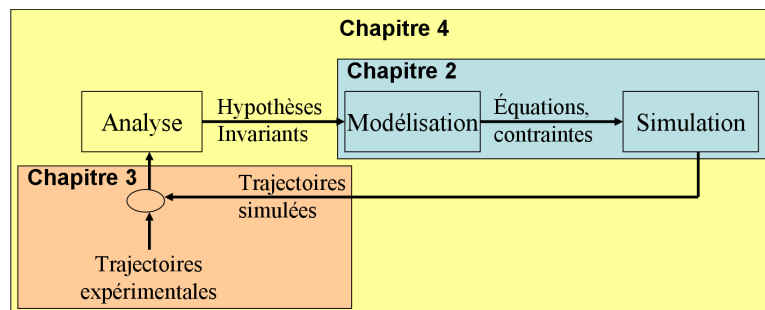 Chapitre 4
Chapitre 2
Analyse
Hypothèses
Invariants
Modélisation
Équations,
contraintes
Simulation
Chapitre 3
Trajectoires
simulées
Trajectoires
expérimentales